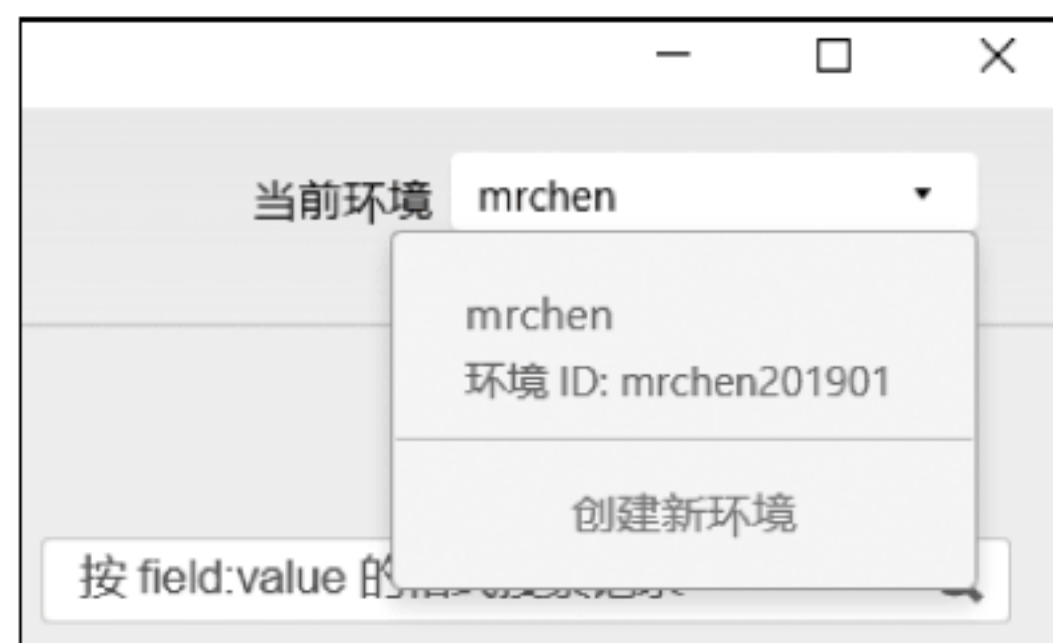 当前环境 mrchen
mrchen
环境 ID: mrchen201901
创建新环境
按 field:value 的